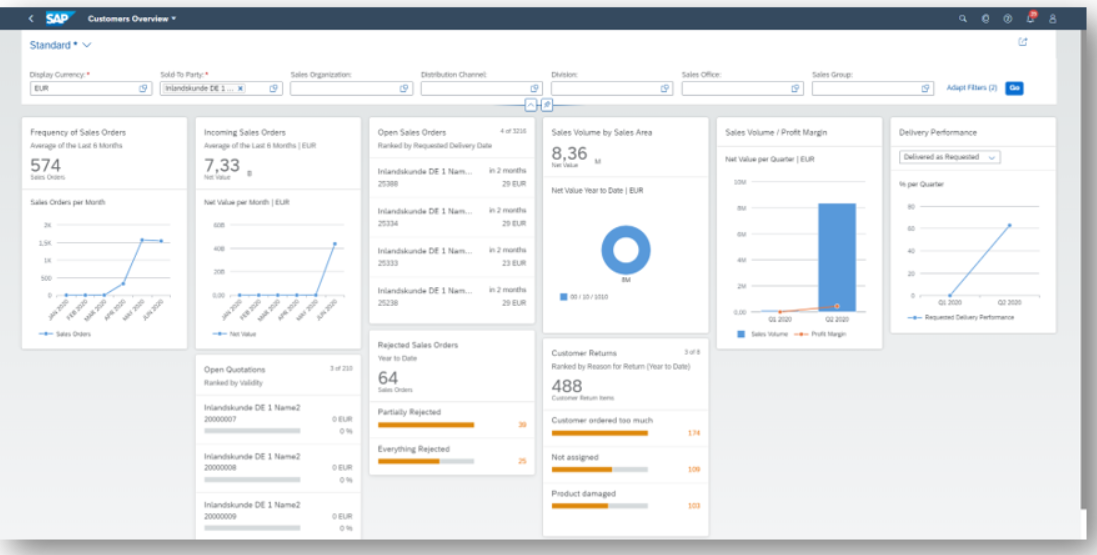 SAP Customers Overview
Standard *
Display Currency: *
EUR
Sold-To Party: *
Inlandskunde DE 1 ... x
Sales Organization:
Distribution Channel:
Division:
Sales Office:
Sales Group:
Adapt Filters (2) Go
Frequency of Sales Orders
Average of the Last 6 Months
574
Sales Orders
Sales Orders per Month
2K
1.5K
1K
500
0
JAN 2020 FEB 2020 MAR 2020 APR 2020 MAY 2020 JUN 2020
Sales Orders
Incoming Sales Orders
Average of the Last 6 Months | EUR
7,33 B
Net Value
Net Value per Month | EUR
60B
40B
20B
0,00
JAN 2020 FEB 2020 MAR 2020 APR 2020 MAY 2020 JUN 2020
Net Value
Open Quotations 3 of 210
Ranked by Validity
Inlandskunde DE 1 Name2
20000007 0 EUR
0 %
Inlandskunde DE 1 Name2
20000008 0 EUR
0 %
Inlandskunde DE 1 Name2
20000009 0 EUR
0 %
Open Sales Orders 4 of 3216
Ranked by Requested Delivery Date
Inlandskunde DE 1 Nam... in 2 months
25388 29 EUR
Inlandskunde DE 1 Nam... in 2 months
25334 29 EUR
Inlandskunde DE 1 Nam... in 2 months
25333 23 EUR
Inlandskunde DE 1 Nam... in 2 months
25238 29 EUR
Rejected Sales Orders
Year to Date
64
Sales Orders
Partially Rejected
39
Everything Rejected
25
Sales Volume by Sales Area
8,36 M
Net Value
Net Value Year to Date | EUR
8M
00 / 10 / 1010
Customer Returns 3 of 6
Ranked by Reason for Return (Year to Date)
488
Customer Return Items
Customer ordered too much
174
Not assigned
109
Product damaged
103
Sales Volume / Profit Margin
Net Value per Quarter | EUR
10M
8M
6M
4M
2M
0,00
Q1 2020 Q2 2020
Sales Volume Profit Margin
Delivery Performance
Delivered as Requested
% per Quarter
80
60
40
20
0
Q1 2020 Q2 2020
Requested Delivery Performance